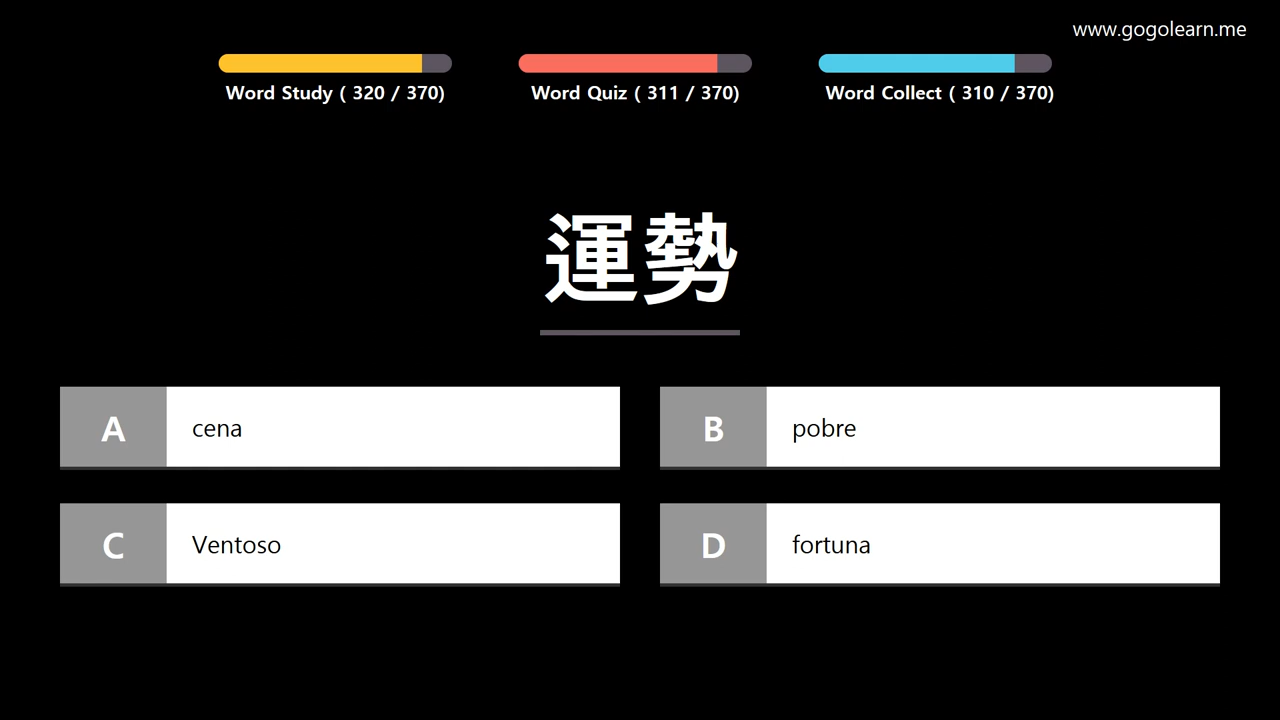 www.gogolearn.me
Word Study ( 320 / 370)
Word Quiz ( 311 / 370)
Word Collect ( 310 / 370)
運勢
A cena
B pobre
C Ventoso
D fortuna